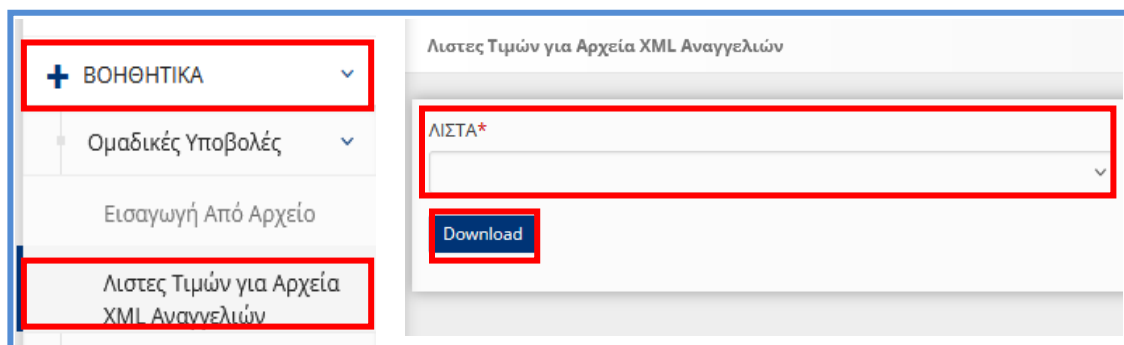 ΒΟΗΘΗΤΙΚΑ
Ομαδικές Υποβολές
Εισαγωγή Από Αρχείο
Λιστες Τιμών για Αρχεία
XML Αναγγελιών
Λιστες Τιμών για Αρχεία XML Αναγγελιών
ΛΙΣΤΑ*
Download